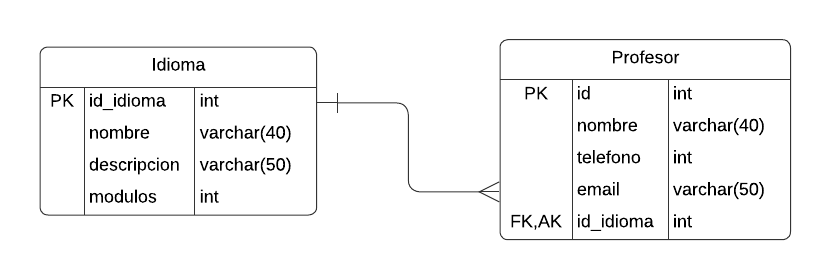 Idioma
PK id_idioma int
nombre varchar(40)
descripcion varchar(50)
modulos int
Profesor
PK id int
nombre varchar(40)
telefono int
email varchar(50)
FK,AK id_idioma int